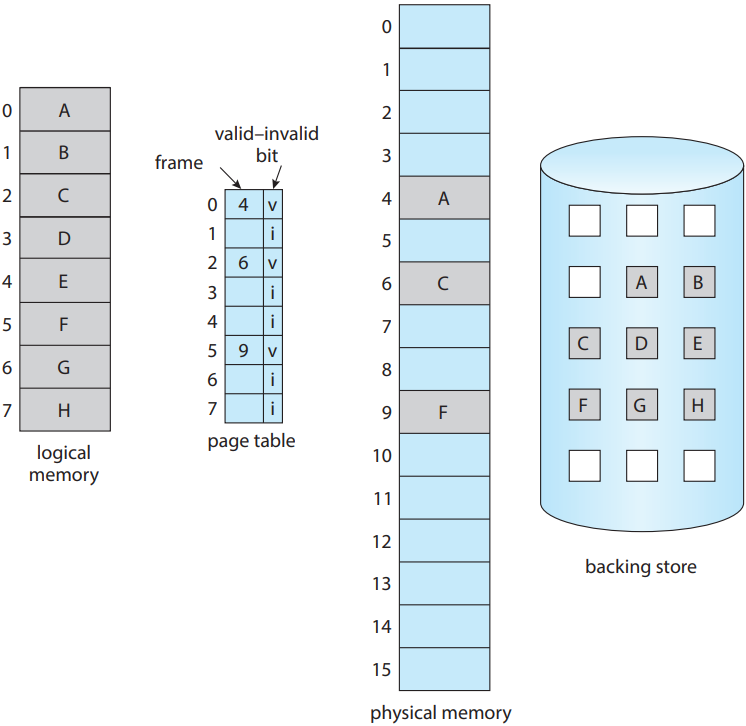 0 A
1 B
2 C
3 D
4 E
5 F
6 G
7 H
logical
memory
frame
valid–invalid
bit
0 4 v
1 i
2 6 v
3 i
4 i
5 9 v
6 i
7 i
page table
0
1
2
3
4 A
5
6 C
7
8
9 F
10
11
12
13
14
15
physical memory
A B
C D E
F G H
backing store